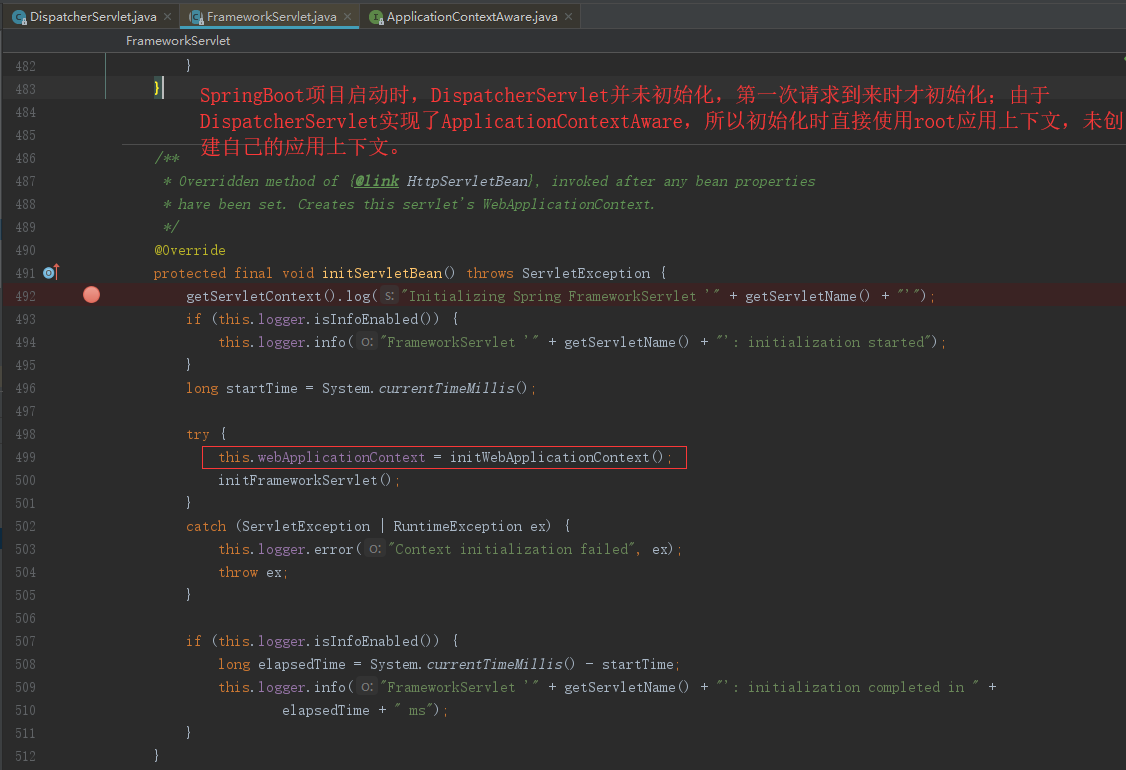 DispatcherServlet.java × FrameworkServlet.java × ApplicationContextAware.java ×
FrameworkServlet
482 }
483 }
SpringBoot项目启动时，DispatcherServlet并未初始化，第一次请求到来时才初始化；由于
484
DispatcherServlet实现了ApplicationContextAware，所以初始化时直接使用root应用上下文，未创
485
建自己的应用上下文。
486 /**
487 * Overridden method of {@link HttpServletBean}, invoked after any bean properties
488 * have been set. Creates this servlet's WebApplicationContext.
489 */
490 @Override
491 protected final void initServletBean() throws ServletException {
492 getServletContext().log( s: "Initializing Spring FrameworkServlet '" + getServletName() + "'");
493 if (this.logger.isInfoEnabled()) {
494 this.logger.info( o: "FrameworkServlet '" + getServletName() + "': initialization started");
495 }
496 long startTime = System.currentTimeMillis();
497
498 try {
499 this.webApplicationContext = initWebApplicationContext();
500 initFrameworkServlet();
501 }
502 catch (ServletException | RuntimeException ex) {
503 this.logger.error( o: "Context initialization failed", ex);
504 throw ex;
505 }
506
507 if (this.logger.isInfoEnabled()) {
508 long elapsedTime = System.currentTimeMillis() - startTime;
509 this.logger.info( o: "FrameworkServlet '" + getServletName() + "': initialization completed in " +
510 elapsedTime + " ms");
511 }
512 }